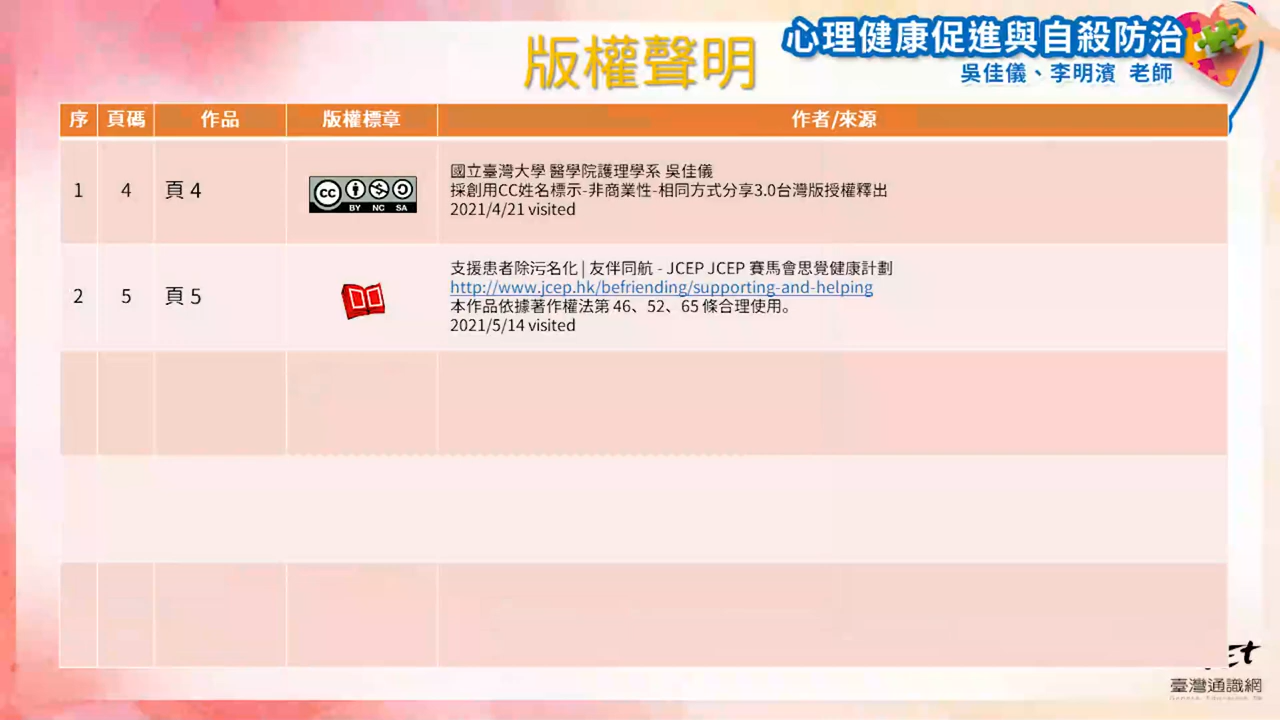 心理健康促進與自殺防治
吳佳儀、李明濱 老師
版權聲明
序 頁碼 作品 版權標章 作者/來源
1 4 頁 4
cc BY NC SA
國立臺灣大學 醫學院護理學系 吳佳儀
採創用CC姓名標示-非商業性-相同方式分享3.0台灣版授權釋出
2021/4/21 visited
2 5 頁 5
支援患者除污名化 | 友伴同航 - JCEP JCEP 賽馬會思覺健康計劃
http://www.jcep.hk/befriending/supporting-and-helping
本作品依據著作權法第 46、52、65 條合理使用。
2021/5/14 visited
臺灣通識網